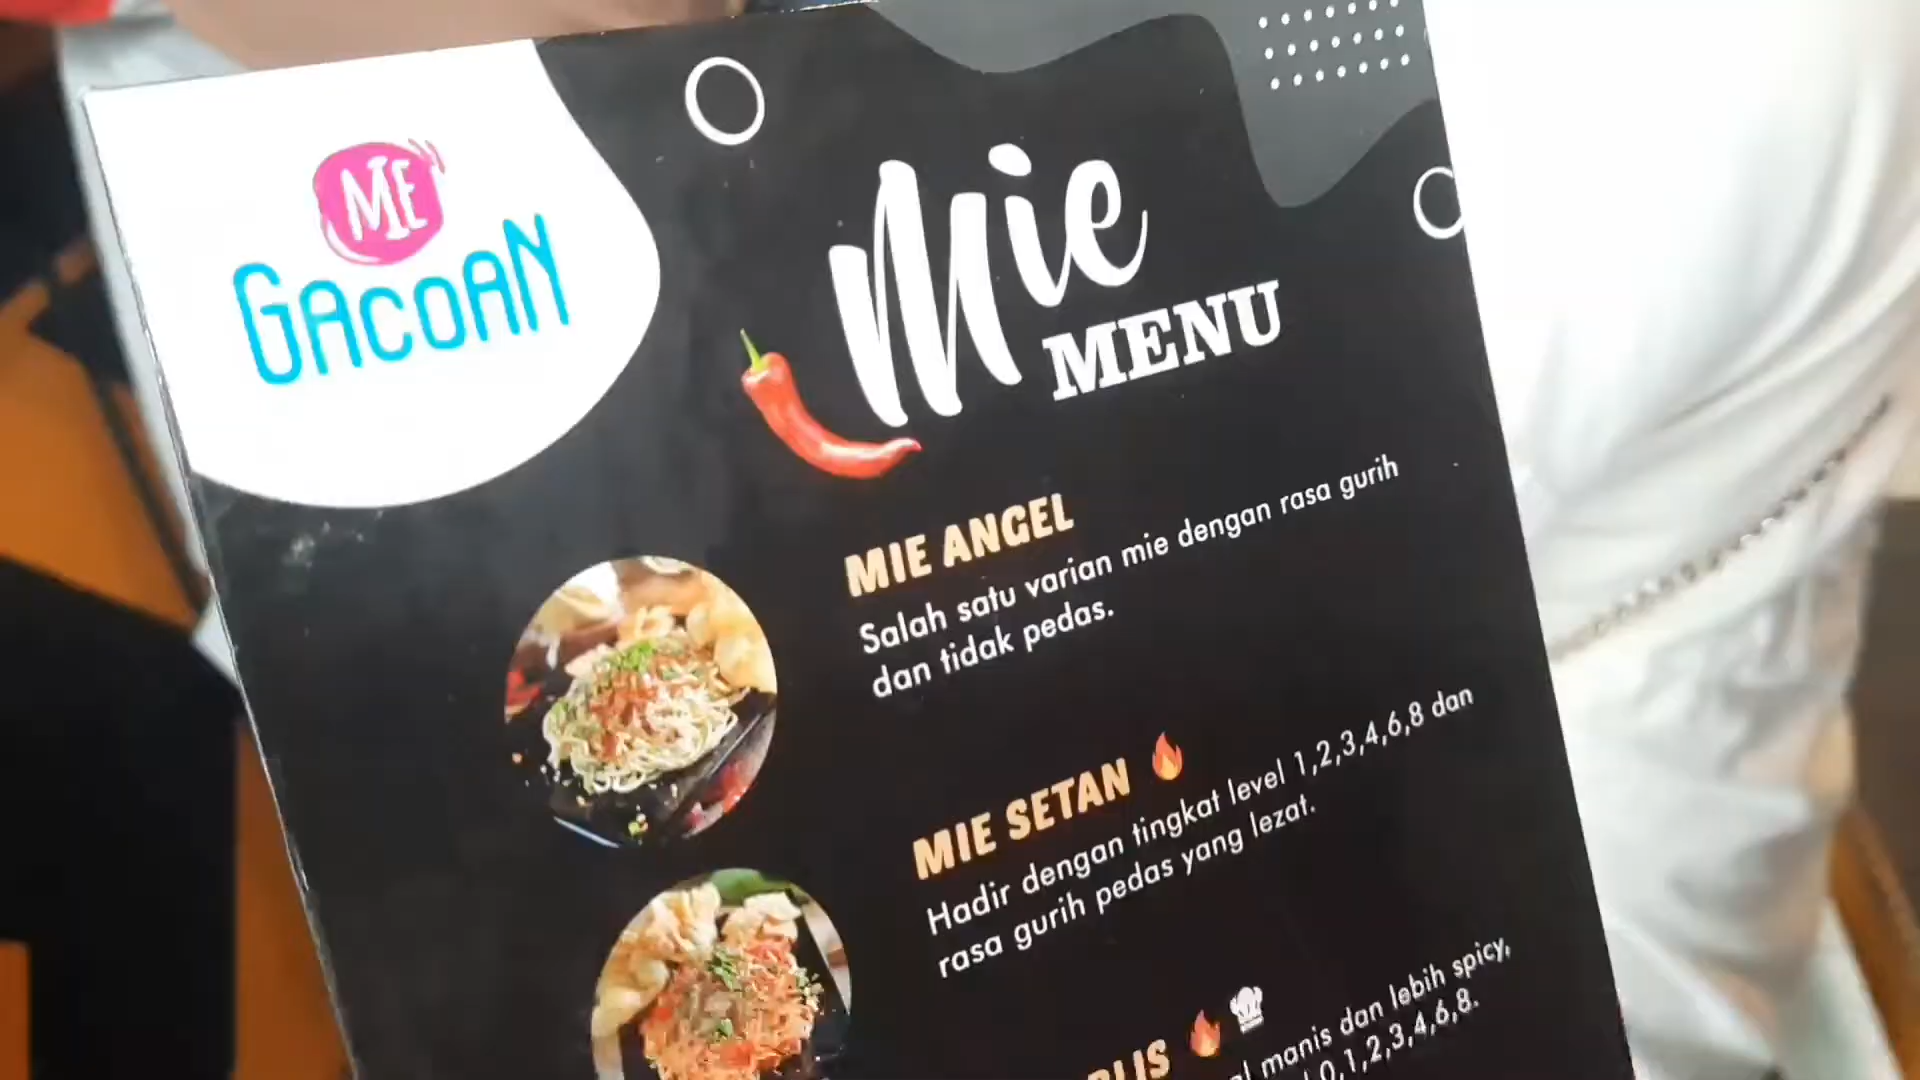 MIE
GACOAN
Mie
MENU
MIE ANGEL
Salah satu varian mie dengan rasa gurih
dan tidak pedas.
MIE SETAN
Hadir dengan tingkat level 1,2,3,4,6,8 dan
rasa gurih pedas yang lezat.
manis dan lebih spicy,
0,1,2,3,4,6,8.